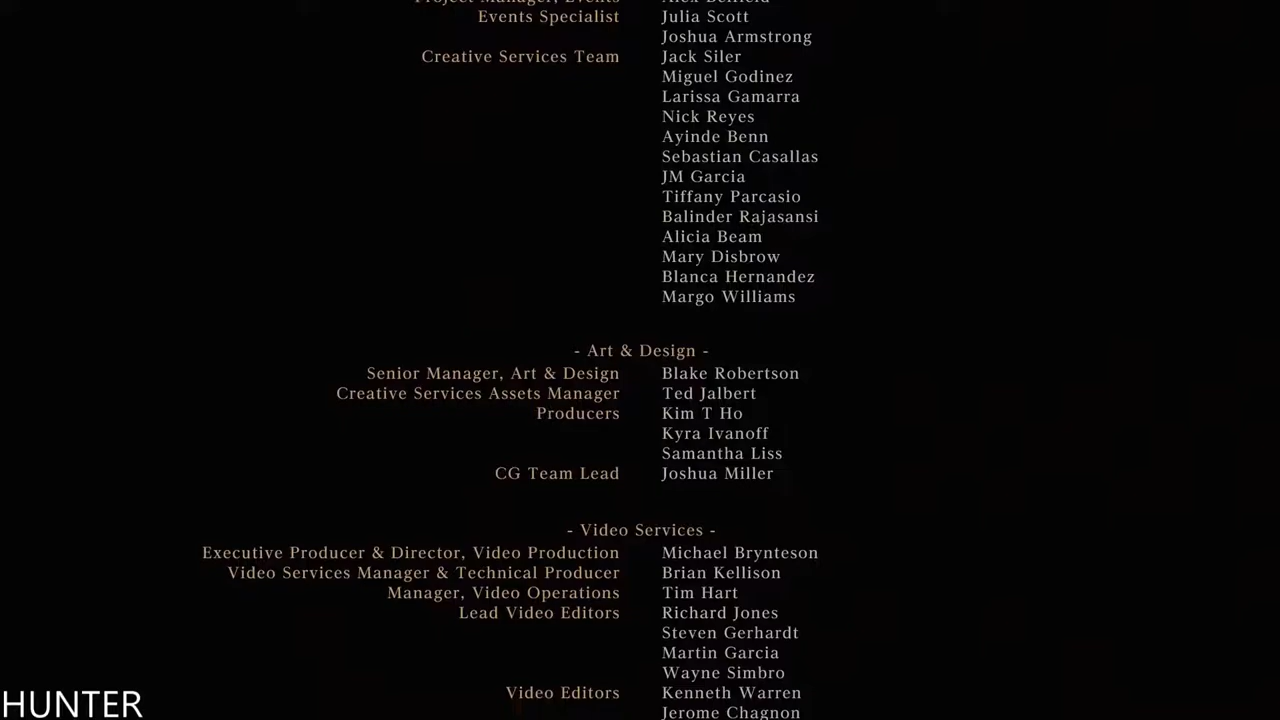 Project Manager, Events Alex Belfield
Events Specialist Julia Scott
Joshua Armstrong
Creative Services Team Jack Siler
Miguel Godinez
Larissa Gamarra
Nick Reyes
Ayinde Benn
Sebastian Casallas
JM Garcia
Tiffany Parcasio
Balinder Rajasansi
Alicia Beam
Mary Disbrow
Blanca Hernandez
Margo Williams
- Art & Design -
Senior Manager, Art & Design Blake Robertson
Creative Services Assets Manager Ted Jalbert
Producers Kim T Ho
Kyra Ivanoff
Samantha Liss
CG Team Lead Joshua Miller
- Video Services -
Executive Producer & Director, Video Production Michael Brynteson
Video Services Manager & Technical Producer Brian Kellison
Manager, Video Operations Tim Hart
Lead Video Editors Richard Jones
Steven Gerhardt
Martin Garcia
Wayne Simbro
Video Editors Kenneth Warren
Jerome Chagnon
HUNTER